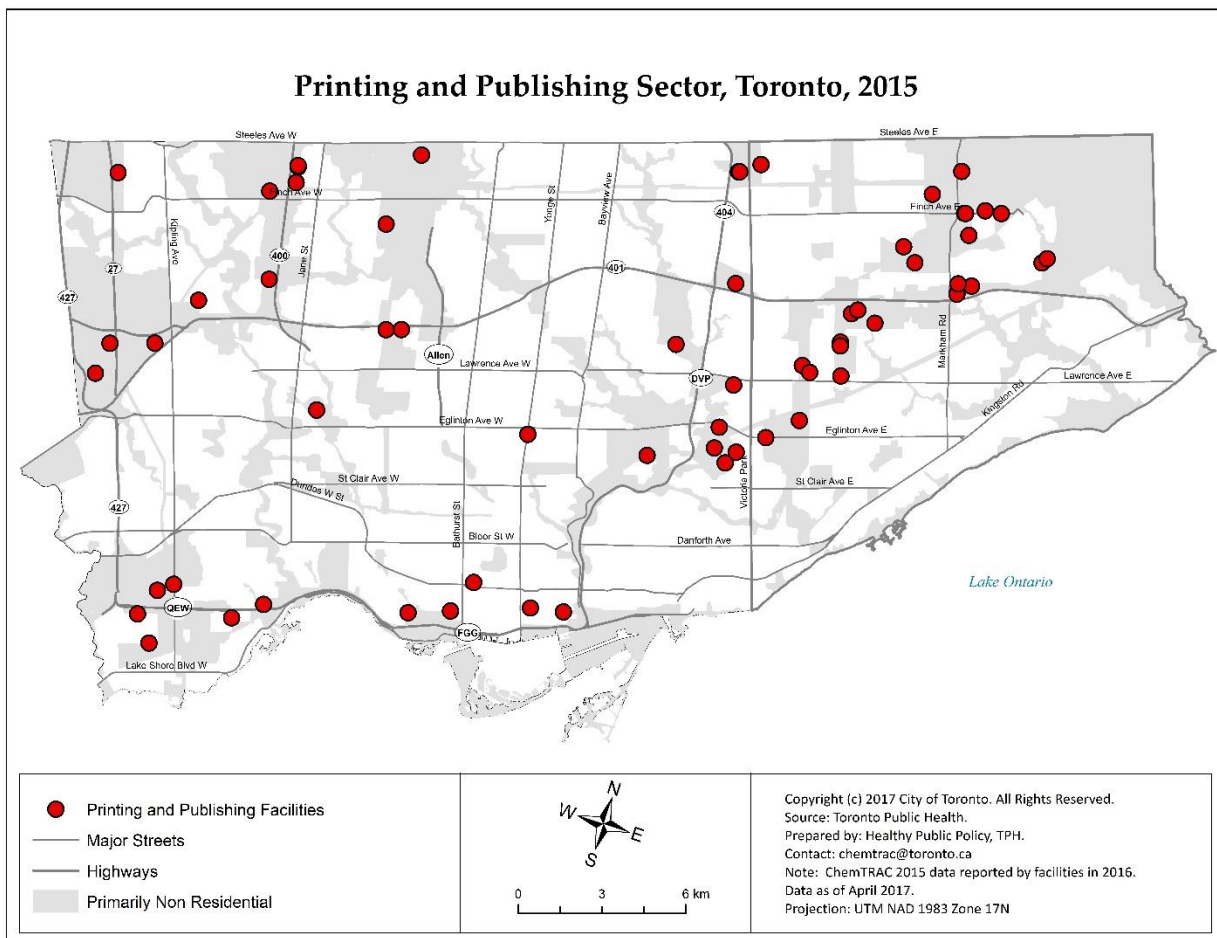 Printing and Publishing Sector, Toronto, 2015
Steeles Ave W
Steeles Ave E
Finch Ave W
Finch Ave E
Kipling Ave
Jane St
Yonge St
Bayview Ave
404
400
401
27
427
Markham Rd
Allen
Lawrence Ave W
DVP
Lawrence Ave E
Kingston Rd
Eglinton Ave W
Eglinton Ave E
St Clair Ave W
St Clair Ave E
Victoria Park
Dundas W St
427
Bathurst St
Bloor St W
Danforth Ave
Lake Ontario
QEW
FGG
Lake Shore Blvd W
Printing and Publishing Facilities
Major Streets
Highways
Primarily Non Residential
N
W
E
S
0 3 6 km
Copyright (c) 2017 City of Toronto. All Rights Reserved.
Source: Toronto Public Health.
Prepared by: Healthy Public Policy, TPH.
Contact: chemtrac@toronto.ca
Note: ChemTRAC 2015 data reported by facilities in 2016.
Data as of April 2017.
Projection: UTM NAD 1983 Zone 17N